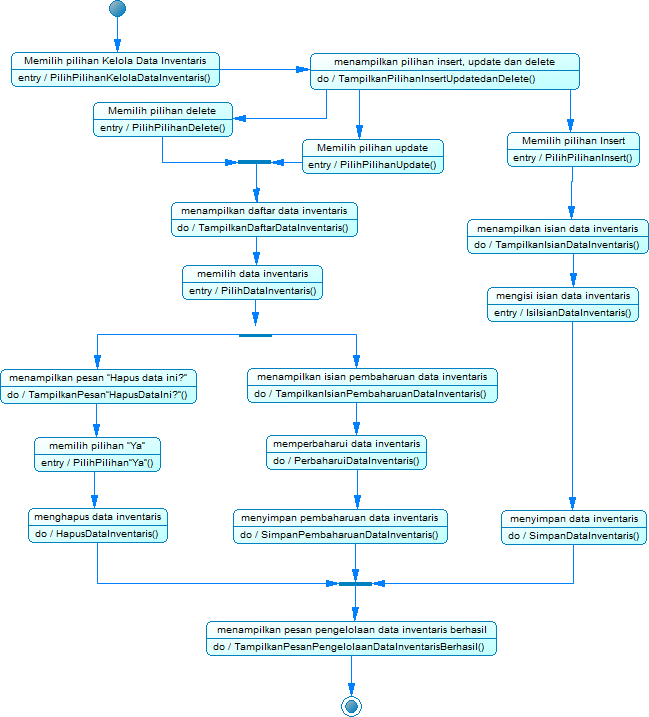 Memilih pilihan Kelola Data Inventaris
entry / PilihPilihanKelolaDataInventaris()
menampilkan pilihan insert, update dan delete
do / TampilkanPilihanInsertUpdatedanDelete()
Memilih pilihan delete
entry / PilihPilihanDelete()
Memilih pilihan update
entry / PilihPilihanUpdate()
Memilih pilihan Insert
entry / PilihPilihanInsert()
menampilkan daftar data inventaris
do / TampilkanDaftarDataInventaris()
menampilkan isian data inventaris
do / TampilkanIsianDataInventaris()
memilih data inventaris
entry / PilihDataInventaris()
mengisi isian data inventaris
entry / IsiIsianDataInventaris()
menampilkan pesan "Hapus data ini?"
do / TampilkanPesan"HapusDataIni?"()
menampilkan isian pembaharuan data inventaris
do / TampilkanIsianPembaharuanDataInventaris()
memilih pilihan "Ya"
entry / PilihPilihan"Ya"()
memperbaharui data inventaris
do / PerbaharuiDataInventaris()
menghapus data inventaris
do / HapusDataInventaris()
menyimpan pembaharuan data inventaris
do / SimpanPembaharuanDataInventaris()
menyimpan data inventaris
do / SimpanDataInventaris()
menampilkan pesan pengelolaan data inventaris berhasil
do / TampilkanPesanPengelolaanDataInventarisBerhasil()